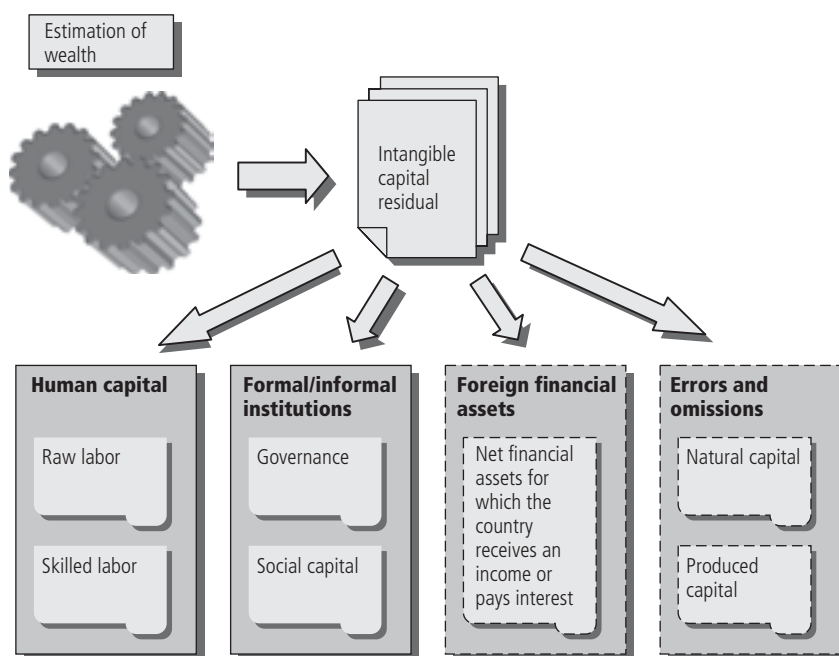 Estimation of
wealth
Intangible
capital
residual
Human capital
Raw labor
Skilled labor
Formal/informal
institutions
Governance
Social capital
Foreign financial
assets
Net financial
assets for
which the
country
receives an
income or
pays interest
Errors and
omissions
Natural capital
Produced
capital